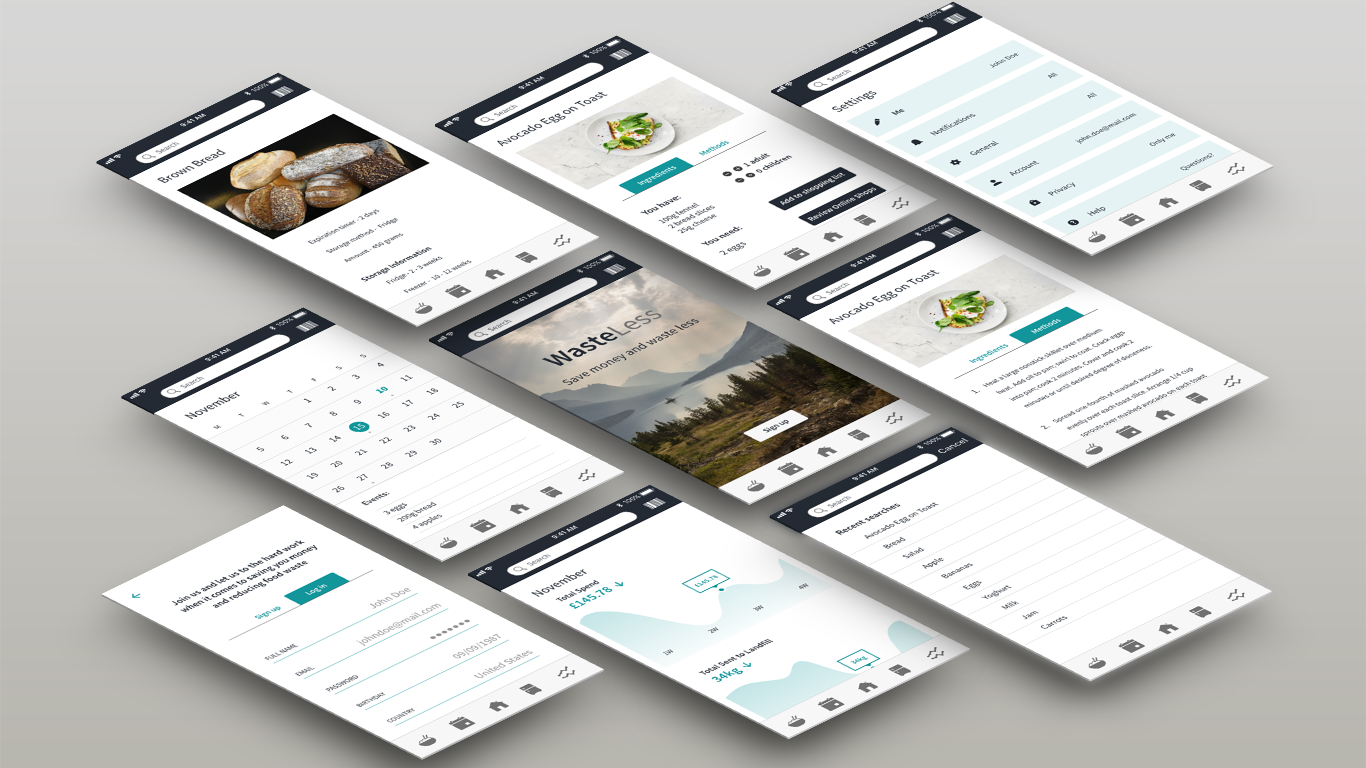 9:41 AM
100%
Search
Brown Bread
Expiration timer - 2 days
Storage method - Fridge
Amount - 450 grams
Storage Information
Fridge - 2 - 3 weeks
Freezer - 10 - 12 weeks
9:41 AM
100%
Search
Avocado Egg on Toast
Ingredients
Methods
You have:
100g fennel
2 bread slices
25g cheese
You need:
2 eggs
1 adult
0 children
Add to shopping list
Review Online Shops
9:41 AM
100%
Search
Settings
Me
John Doe
Notifications
All
General
All
Account
john.doe@mail.com
Privacy
Only me
Help
Questions?
9:41 AM
100%
Search
November
M T W T F S S
1 2 3 4
5 6 7 8 9 10 11
12 13 14 15 16 17 18
19 20 21 22 23 24 25
26 27 28 29 30
Events:
3 eggs
200g bread
4 apples
9:41 AM
100%
Search
WasteLess
Save money and waste less
Sign up
9:41 AM
100%
Search
Avocado Egg on Toast
Ingredients
Methods
1. Heat a large nonstick skillet over medium
heat. Add oil to pan; swirl to coat. Crack eggs
into pan; cook 2 minutes. Cover and cook 2
minutes or until desired degree of doneness.
2. Spread one fourth of mashed avocado
evenly over each toast slice. Arrange 1/4 cup
sprouts over mashed avocado on each toast
Join us and let us to the hard work
when it comes to saving you money
and reducing food waste
Sign up
Log in
FULL NAME
John Doe
EMAIL
johndoe@mail.com
PASSWORD
BIRTHDAY
09/09/1987
COUNTRY
United States
9:41 AM
100%
Search
November
Total Spend
£145.78
£145.78
1W
2W
3W
4W
Total Sent to Landfill
34kg
34kg
9:41 AM
100%
Search
Cancel
Recent searches
Avocado Egg on Toast
Bread
Salad
Apple
Bananas
Eggs
Yoghurt
Milk
Jam
Carrots